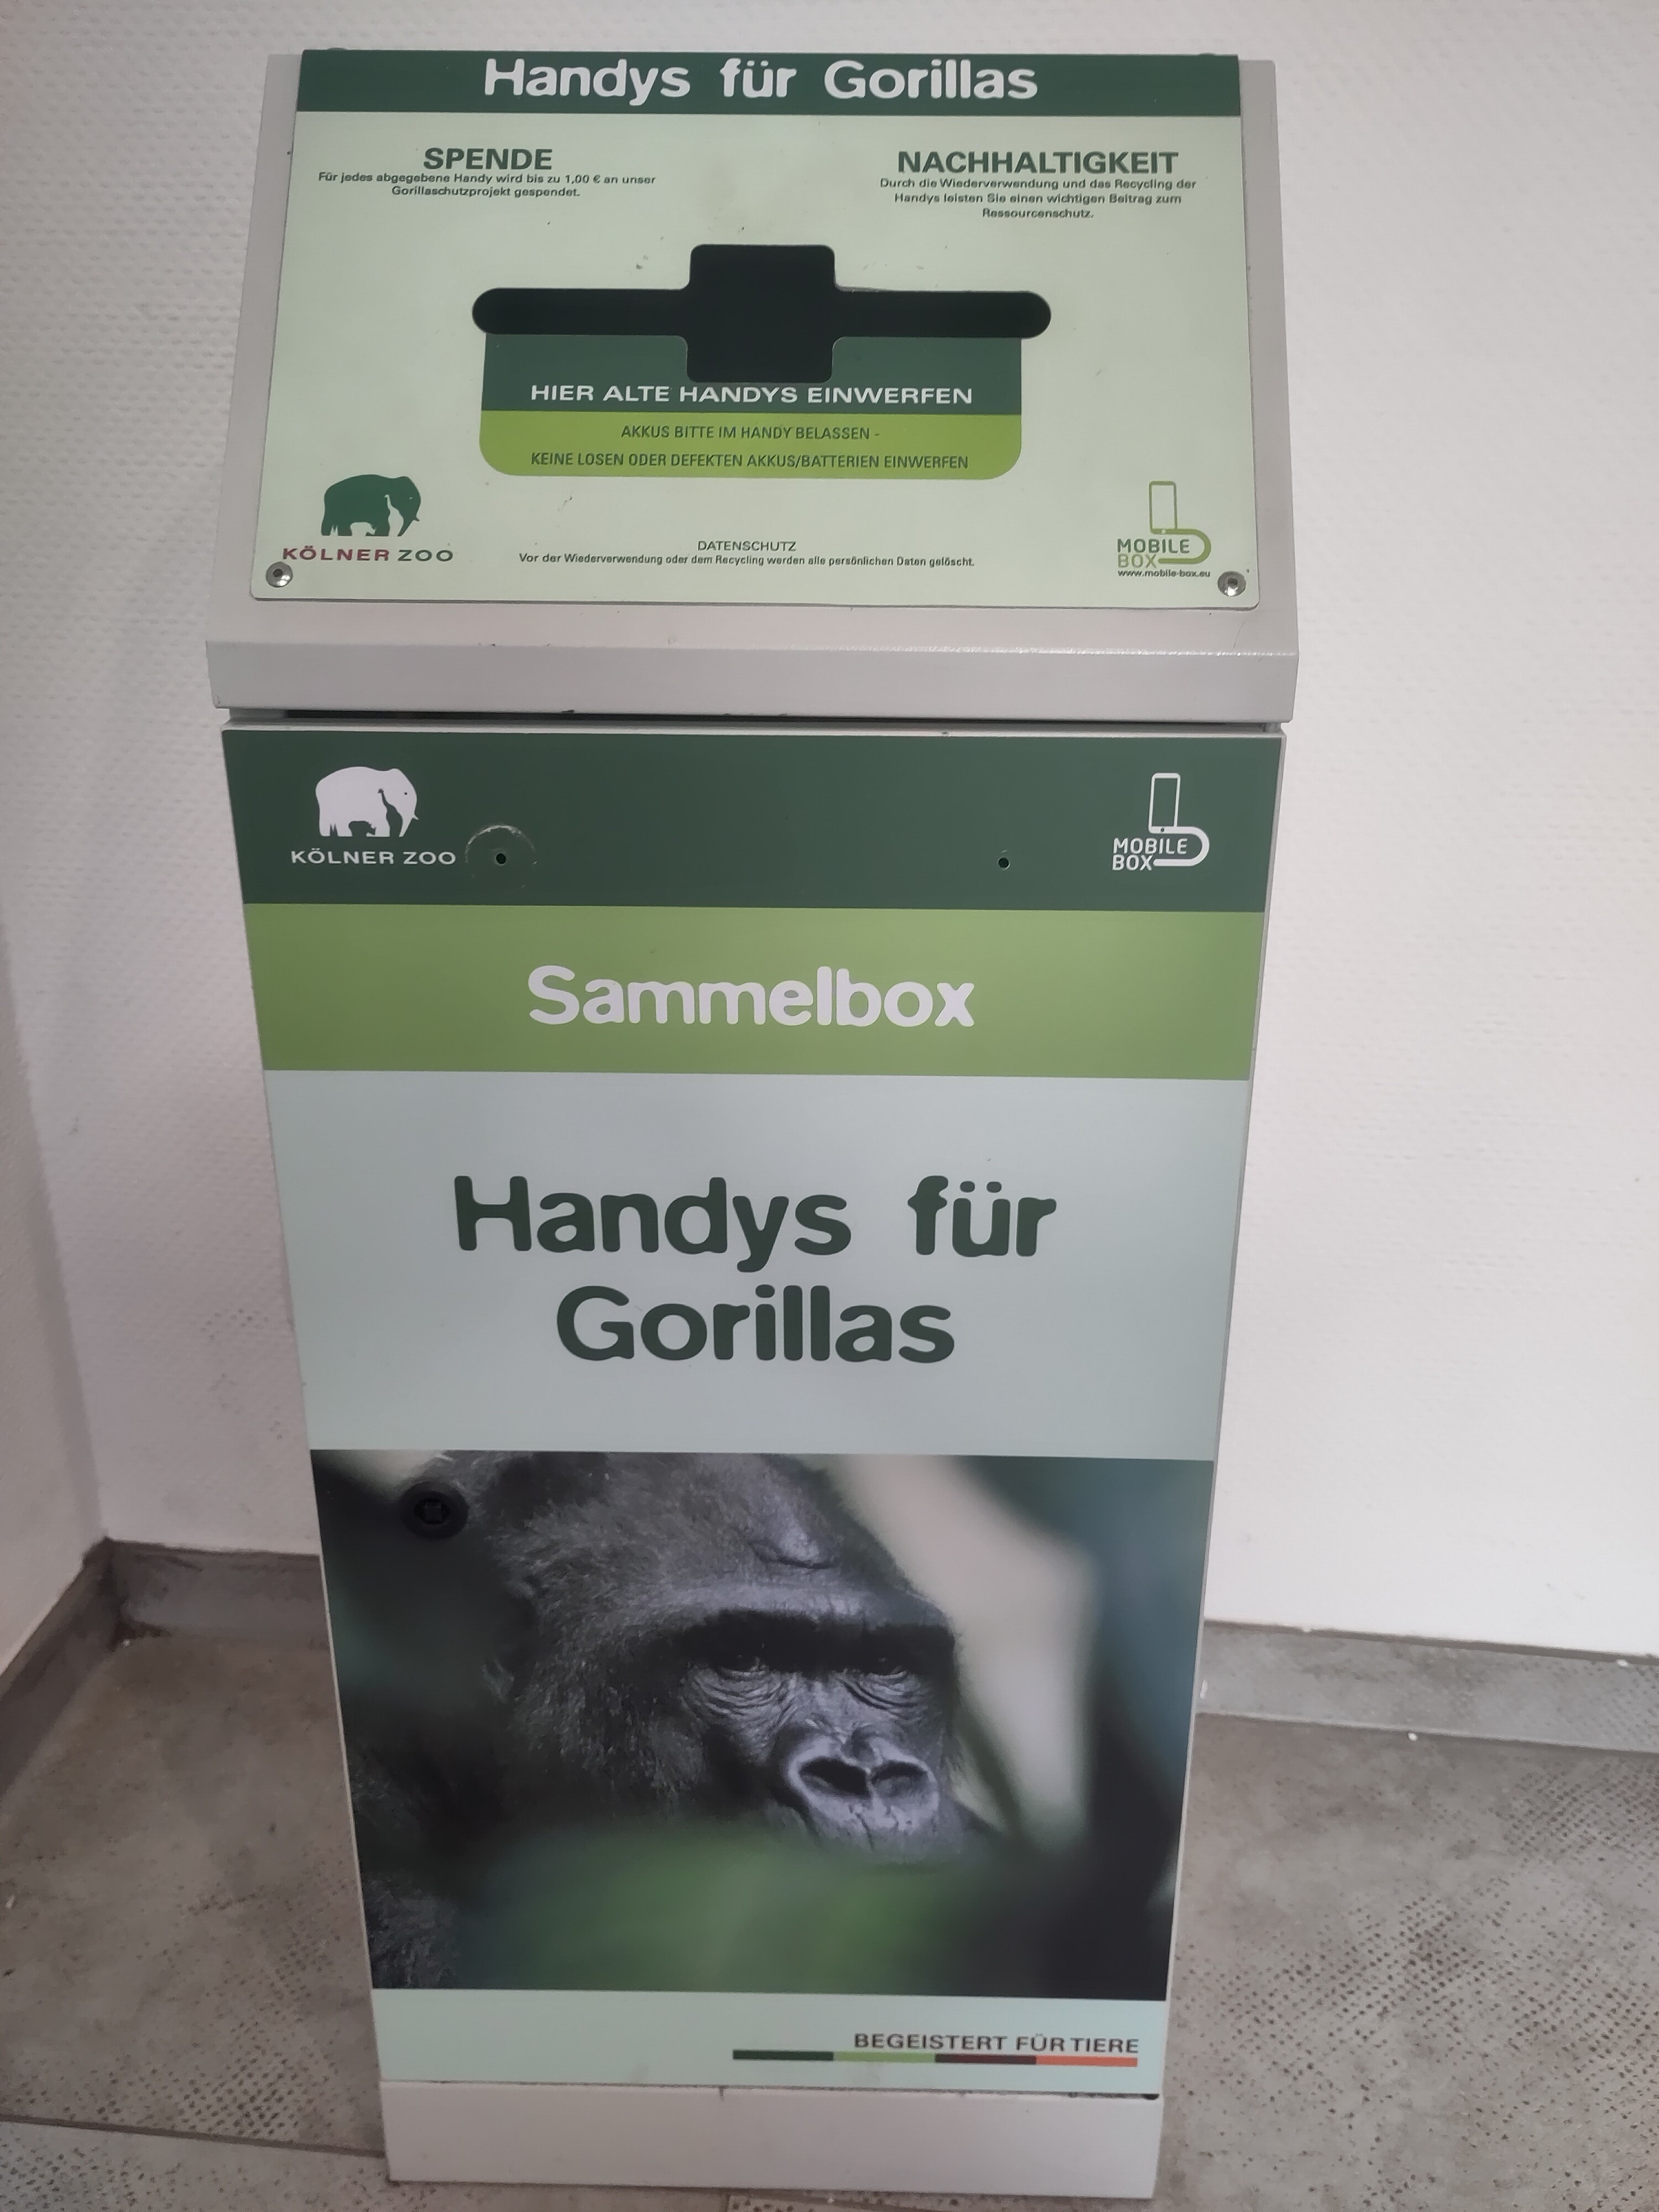 Handys für Gorillas
SPENDE
Für jedes abgegebene Handy wird bis zu 1,00 € an unser
Gorillaschutzprojekt gespendet.
NACHHALTIGKEIT
Durch die Wiederverwendung und das Recycling der
Handys leisten Sie einen wichtigen Beitrag zum
Ressourcenschutz.
HIER ALTE HANDYS EINWERFEN
AKKUS BITTE IM HANDY BELASSEN -
KEINE LOSEN ODER DEFEKTEN AKKUS/BATTERIEN EINWERFEN
KÖLNER ZOO
DATENSCHUTZ
Vor der Wiederverwendung oder dem Recycling werden alle persönlichen Daten gelöscht.
MOBILE
BOX
www.mobile-box.eu
KÖLNER ZOO
MOBILE
BOX
Sammelbox
Handys für
Gorillas
BEGEISTERT FÜR TIERE